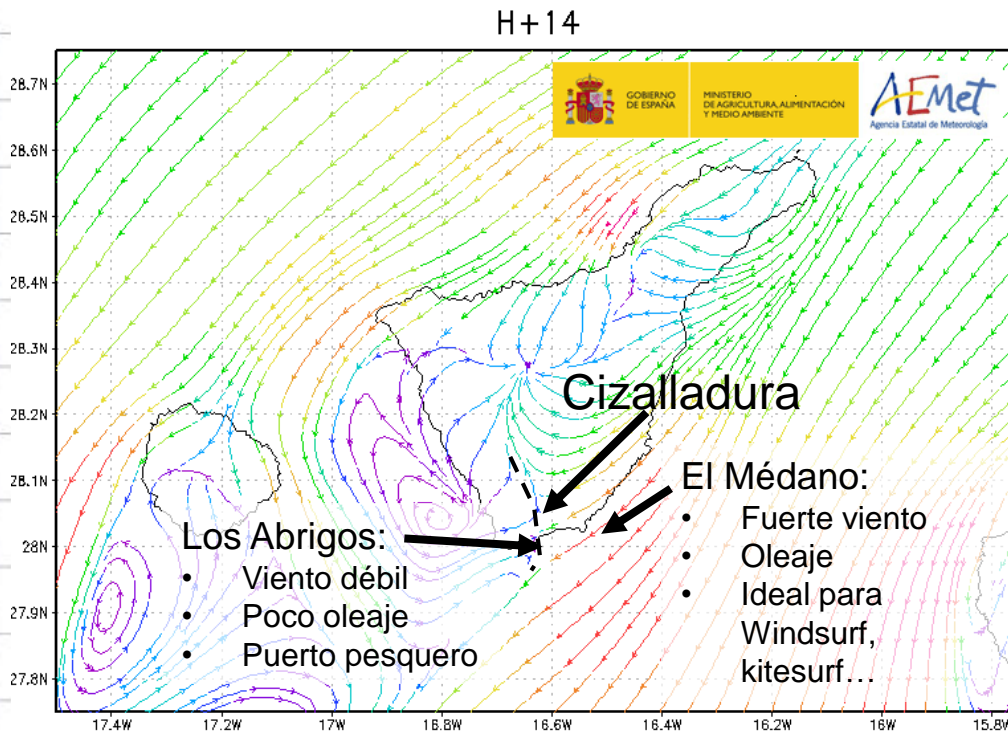 H+14
28.7N
28.6N
28.5N
28.4N
28.3N
28.2N
28.1N
28N
27.9N
27.8N
GOBIERNO
DE ESPAÑA
MINISTERIO
DE AGRICULTURA, ALIMENTACIÓN
Y MEDIO AMBIENTE
AEMet
Agencia Estatal de Meteorología
Cizalladura
El Médano:
• Fuerte viento
• Oleaje
• Ideal para
Windsurf,
kitesurf…
Los Abrigos:
• Viento débil
• Poco oleaje
• Puerto pesquero
17.4W
17.2W
17W
16.8W
16.6W
16.4W
16.2W
16W
15.8W